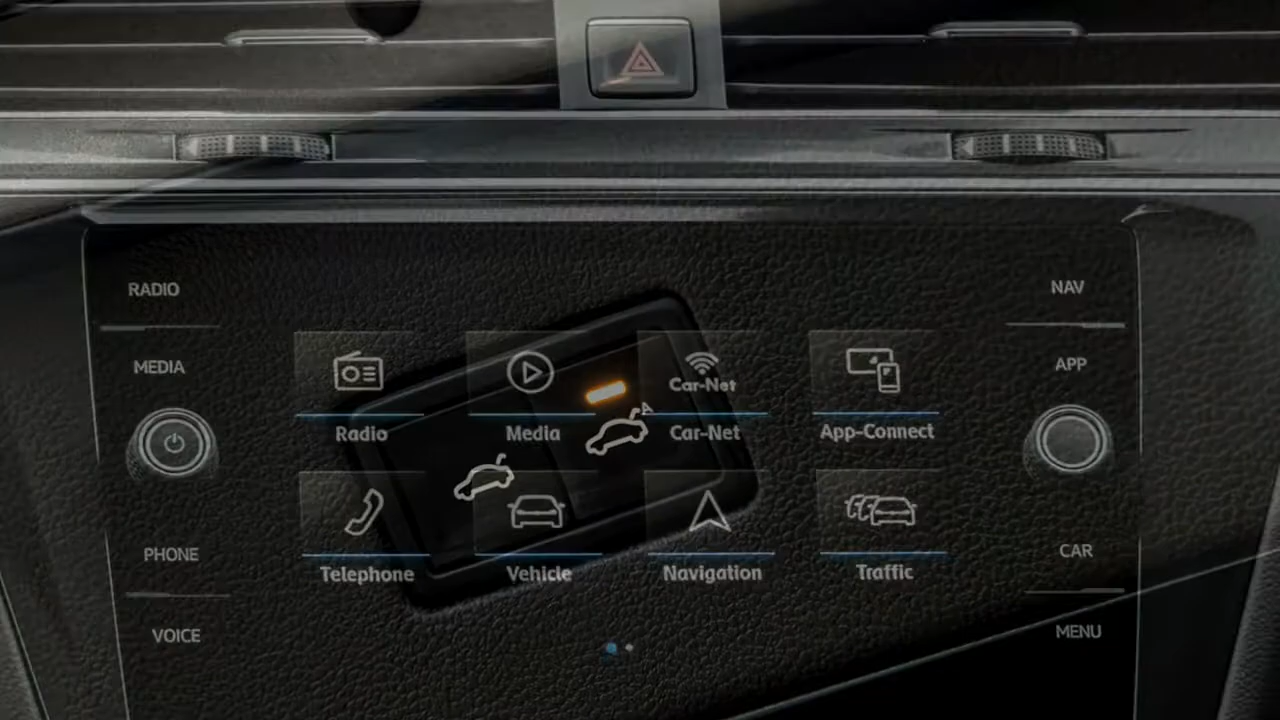 RADIO
NAV
MEDIA
APP
Car-Net
A
Radio
Media
Car-Net
App-Connect
PHONE
CAR
Telephone
Vehicle
Navigation
Traffic
VOICE
MENU